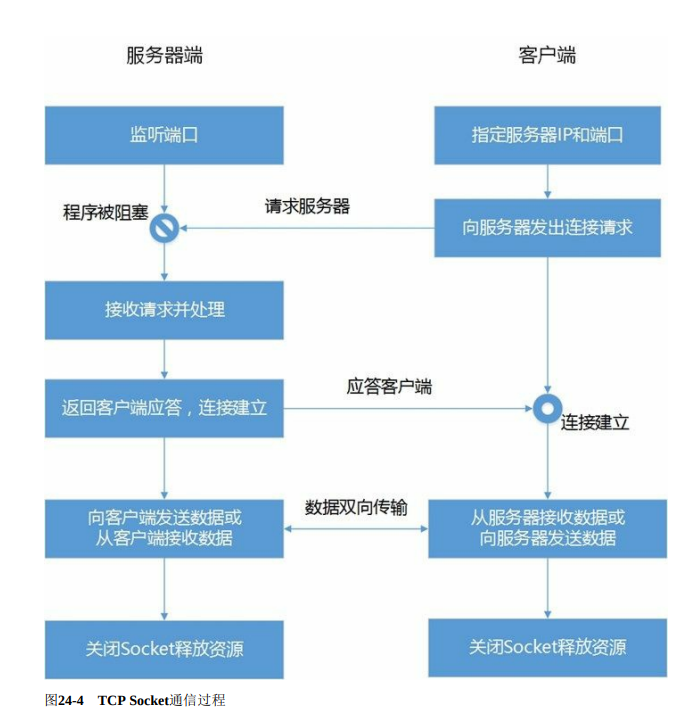 服务器端
客户端
监听端口
指定服务器IP和端口
程序被阻塞
请求服务器
向服务器发出连接请求
接收请求并处理
返回客户端应答，连接建立
应答客户端
连接建立
向客户端发送数据或
从客户端接收数据
数据双向传输
从服务器接收数据或
向服务器发送数据
关闭Socket释放资源
关闭Socket释放资源
图24-4 TCP Socket通信过程